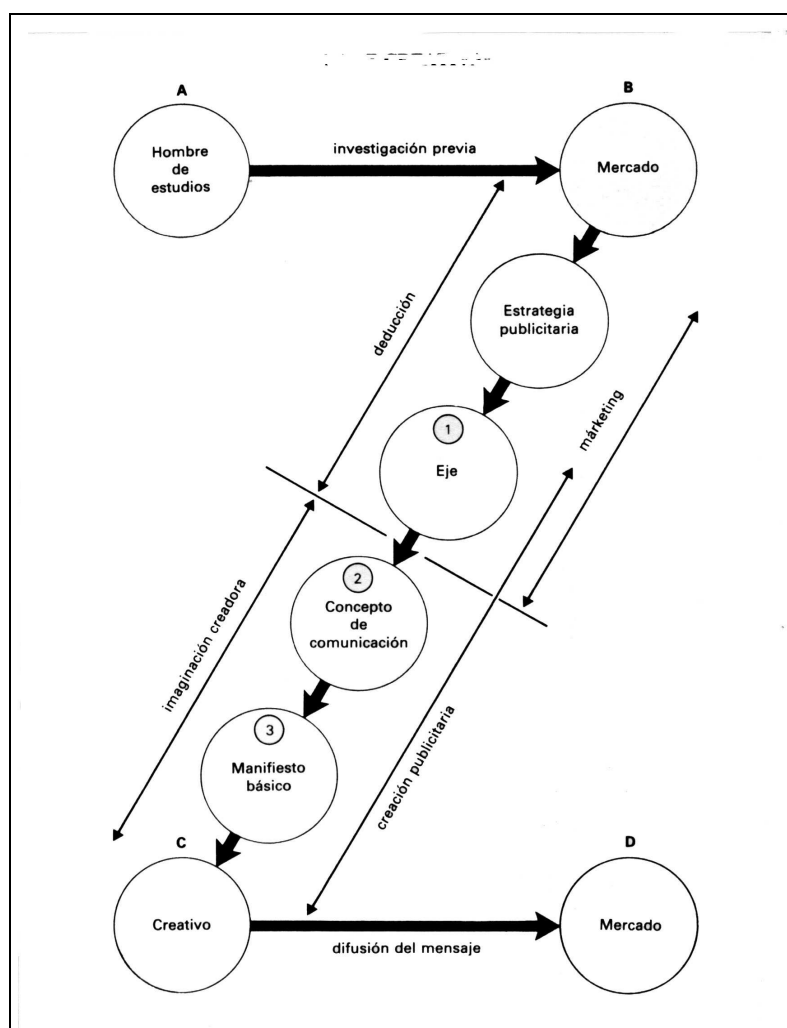 A
B
Hombre
de
estudios
investigación previa
Mercado
deducción
Estrategia
publicitaria
márketing
1
Eje
imaginación creadora
2
Concepto
de
comunicación
creación publicitaria
3
Manifiesto
básico
C
D
Creativo
difusión del mensaje
Mercado